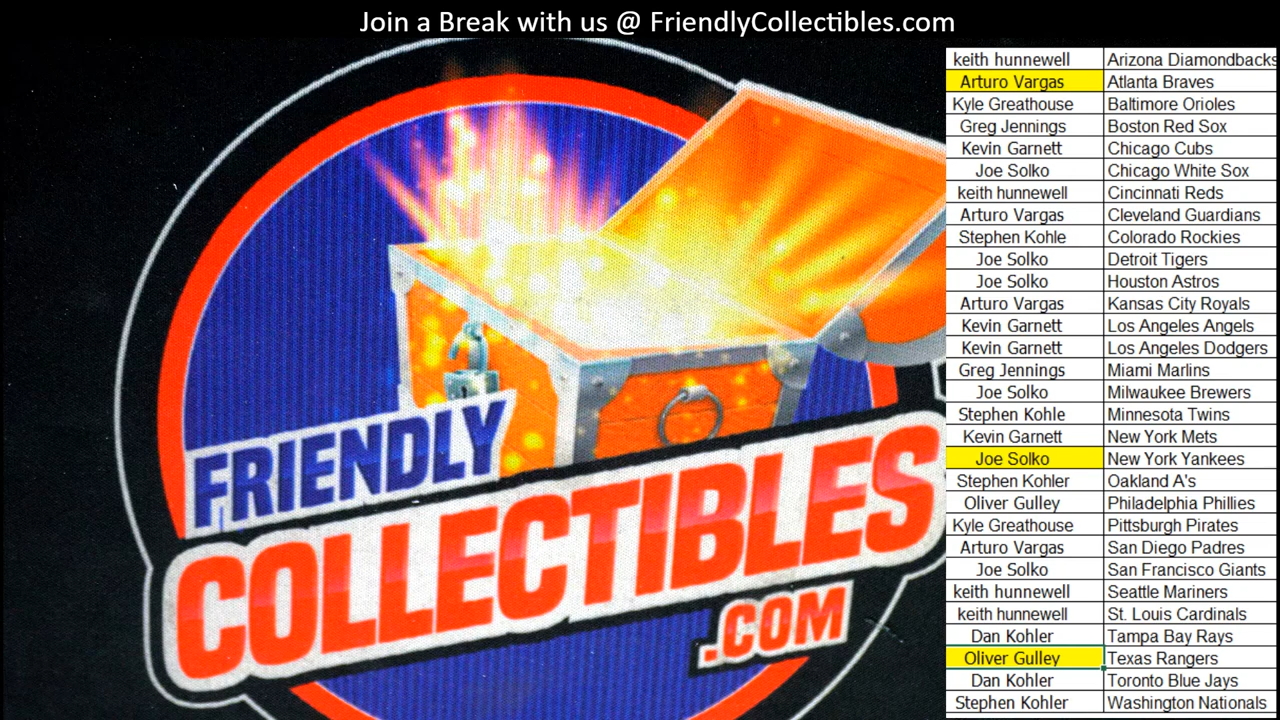 Join a Break with us @ FriendlyCollectibles.com
keith hunnewell Arizona Diamondbacks
Arturo Vargas Atlanta Braves
Kyle Greathouse Baltimore Orioles
Greg Jennings Boston Red Sox
Kevin Garnett Chicago Cubs
Joe Solko Chicago White Sox
keith hunnewell Cincinnati Reds
Arturo Vargas Cleveland Guardians
Stephen Kohle Colorado Rockies
Joe Solko Detroit Tigers
Joe Solko Houston Astros
Arturo Vargas Kansas City Royals
Kevin Garnett Los Angeles Angels
Kevin Garnett Los Angeles Dodgers
Greg Jennings Miami Marlins
Joe Solko Milwaukee Brewers
Stephen Kohle Minnesota Twins
Kevin Garnett New York Mets
Joe Solko New York Yankees
Stephen Kohler Oakland A's
Oliver Gulley Philadelphia Phillies
Kyle Greathouse Pittsburgh Pirates
Arturo Vargas San Diego Padres
Joe Solko San Francisco Giants
keith hunnewell Seattle Mariners
keith hunnewell St. Louis Cardinals
Dan Kohler Tampa Bay Rays
Oliver Gulley Texas Rangers
Dan Kohler Toronto Blue Jays
Stephen Kohler Washington Nationals
FRIENDLY
COLLECTIBLES
.COM